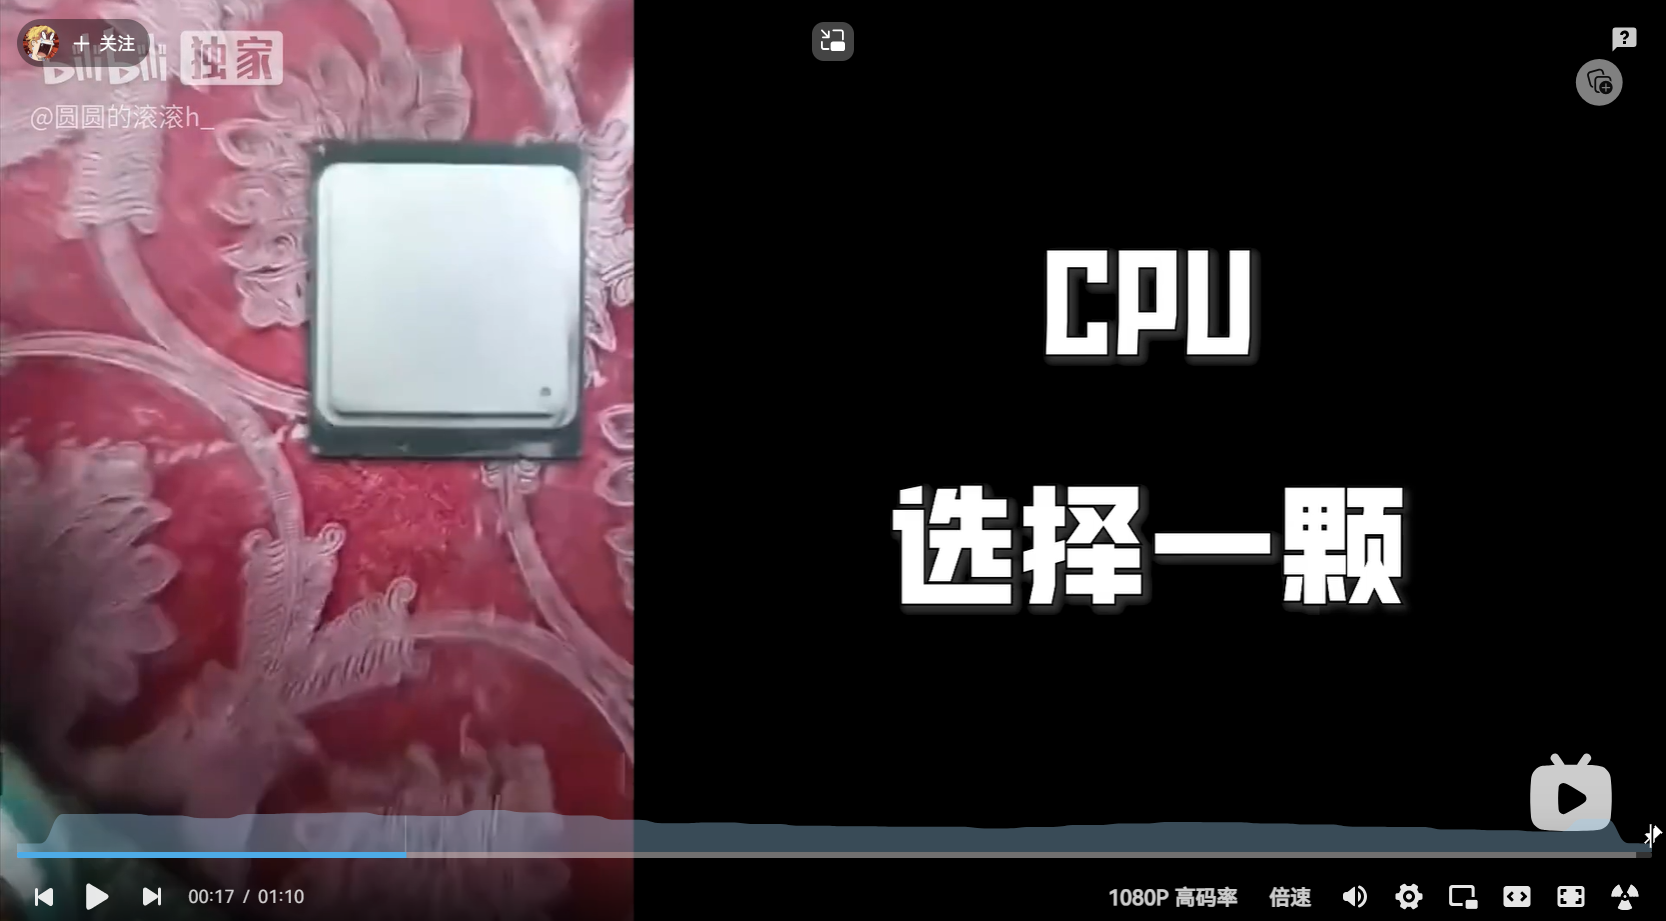 + 关注
bilibili 独家
@圆圆的滚滚h_
CPU
选择一颗
00:17 / 01:10
1080P 高码率
倍速